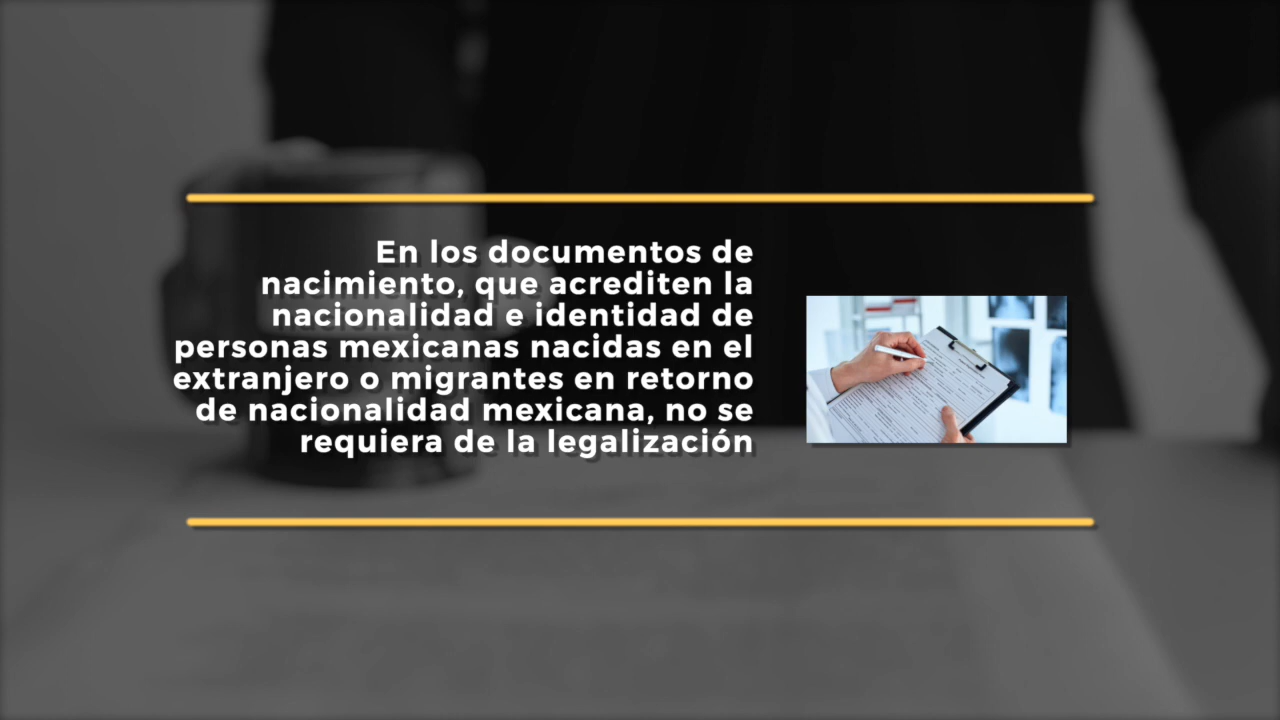 En los documentos de
nacimiento, que acrediten la
nacionalidad e identidad de
personas mexicanas nacidas en el
extranjero o migrantes en retorno
de nacionalidad mexicana, no se
requiera de la legalización